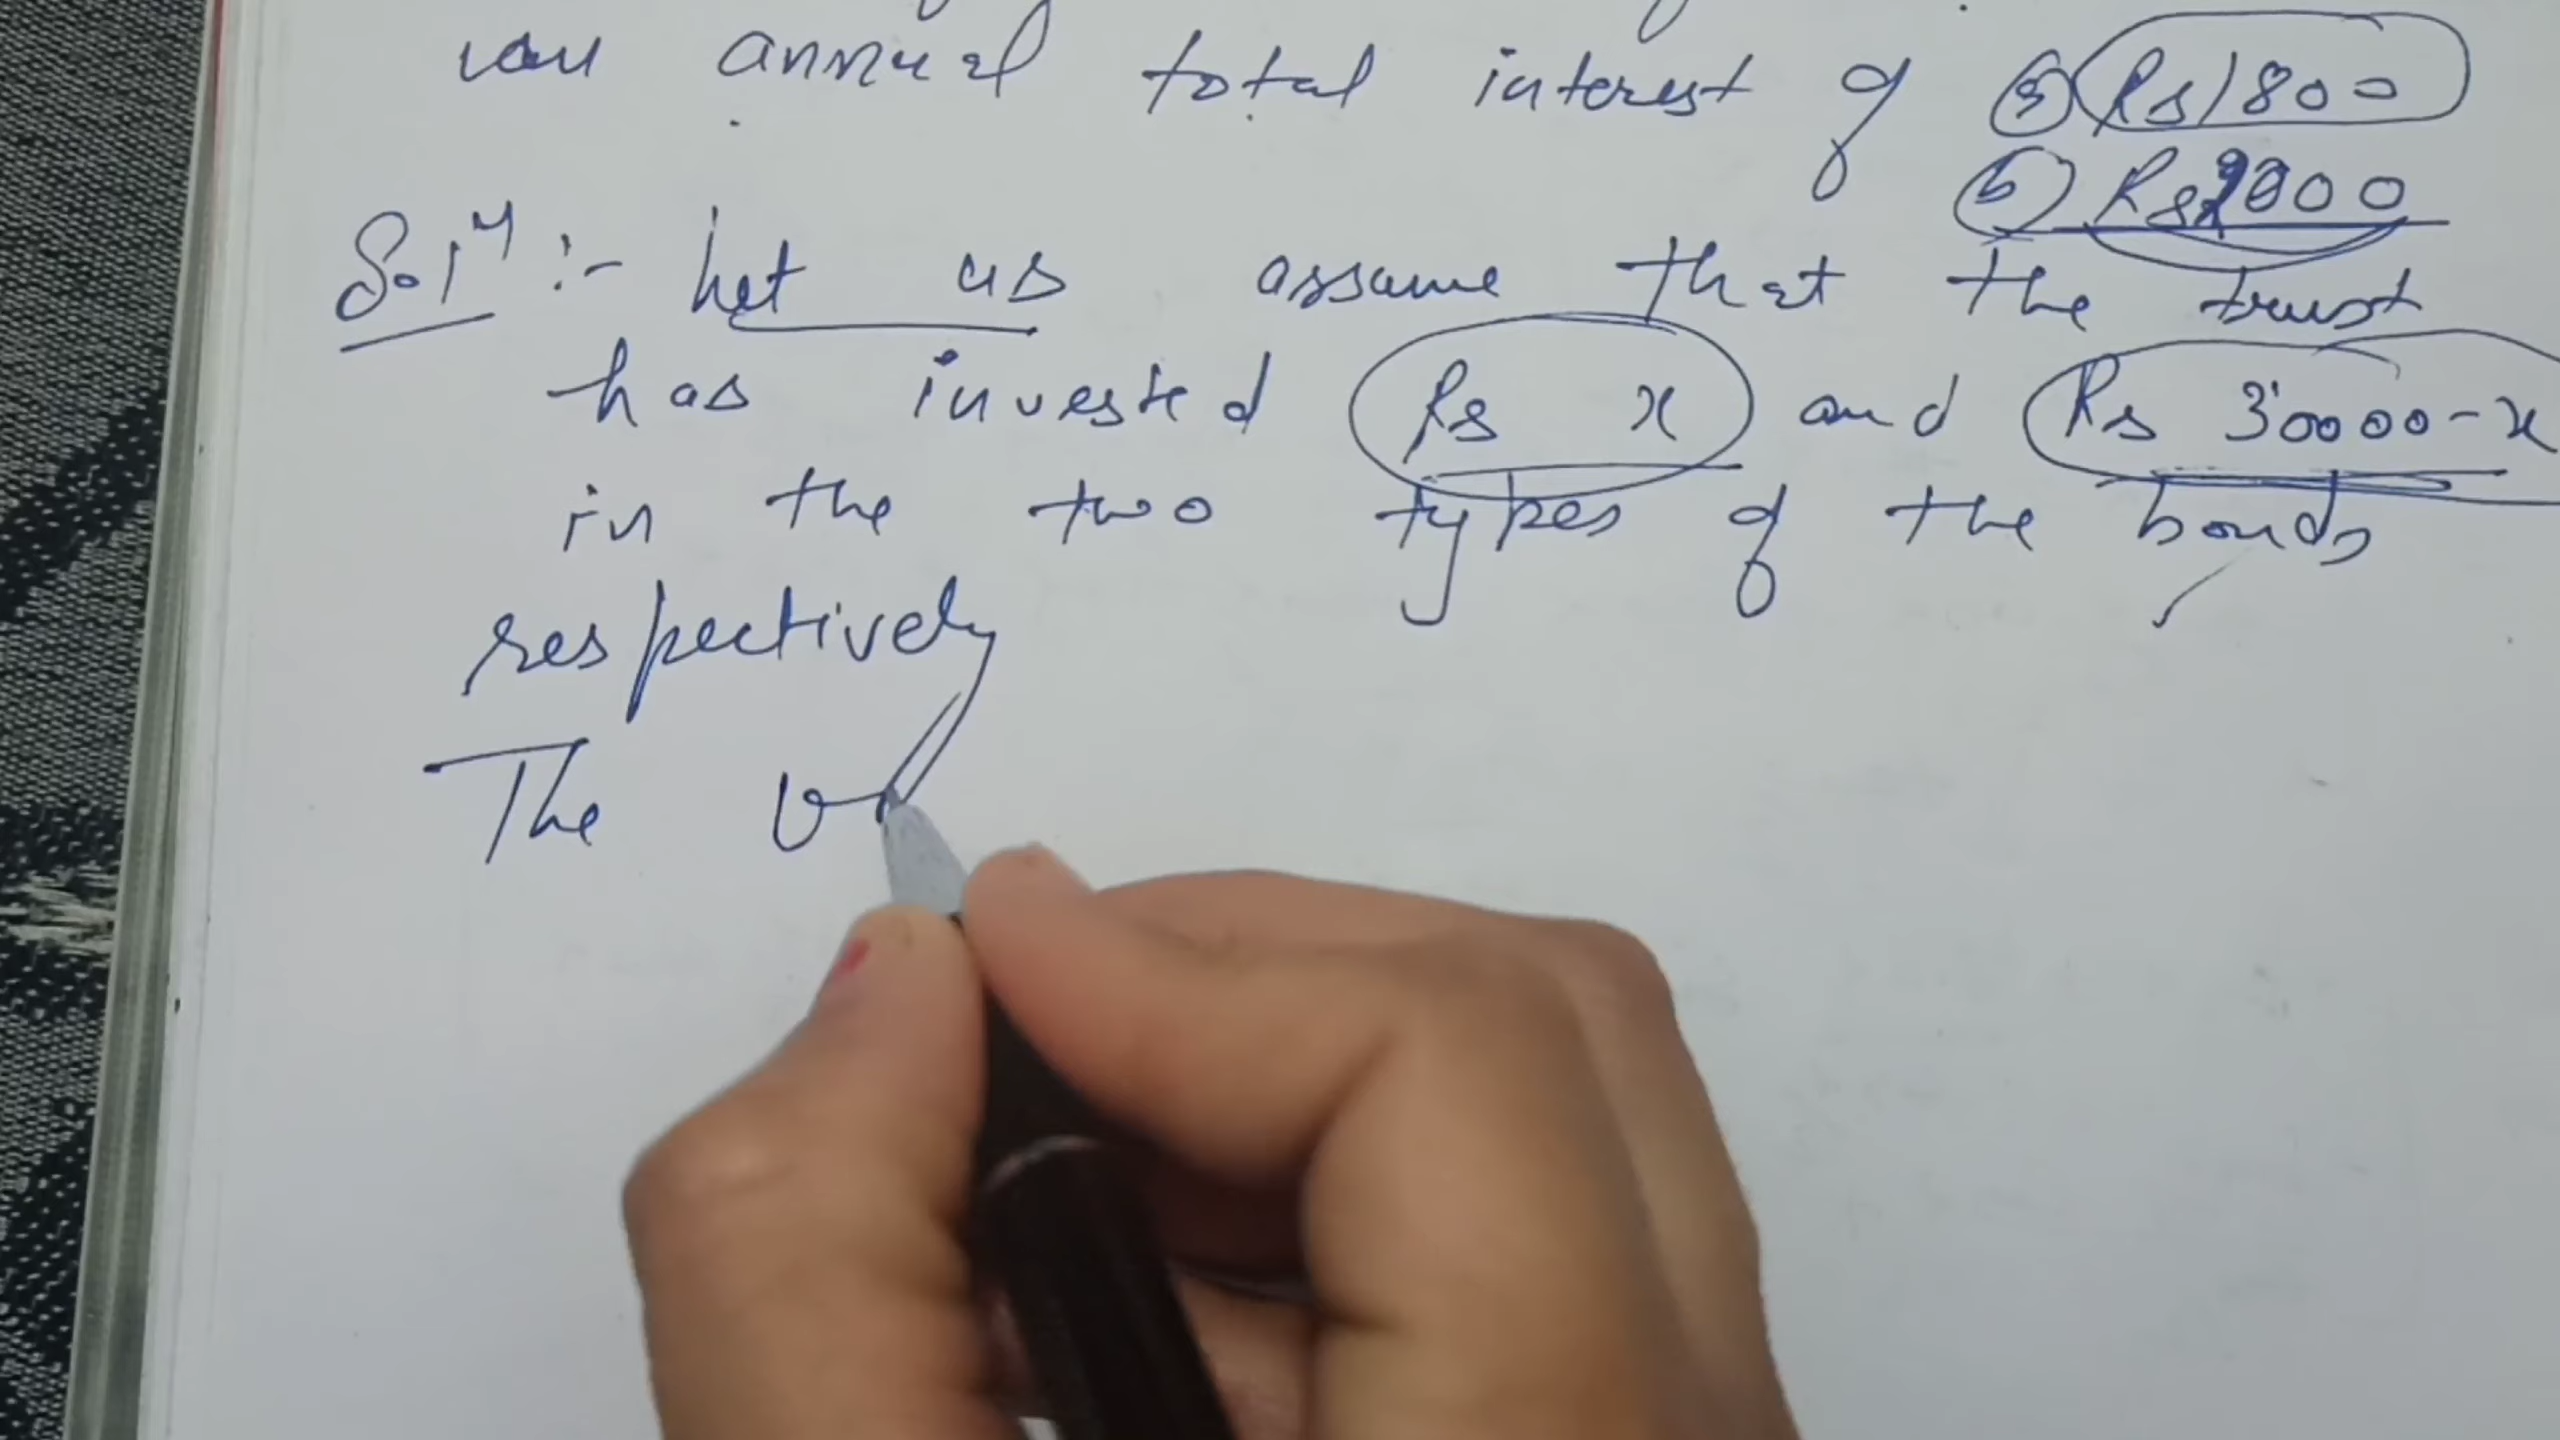 an annual total interest of (a) Rs 1800
(b) Rs 2000
Solⁿ :- Let us assume that the trust
has invested Rs x and Rs 30000-x
in the two types of the bonds
respectively
The